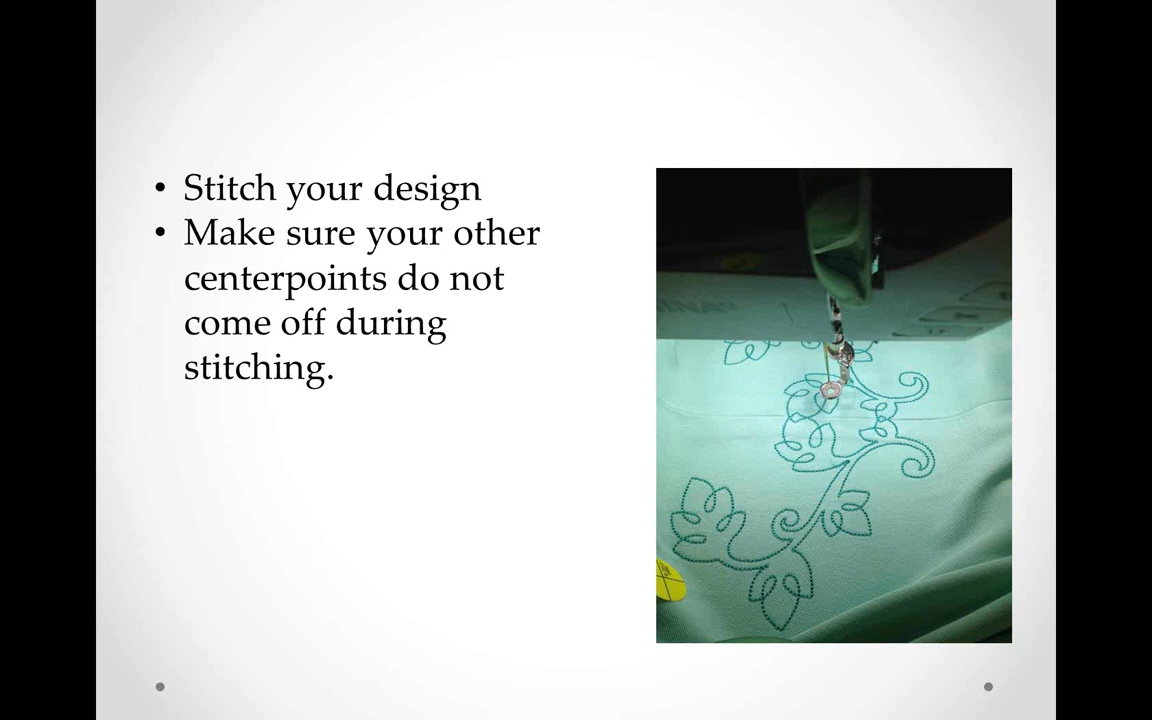 • Stitch your design
• Make sure your other
centerpoints do not
come off during
stitching.